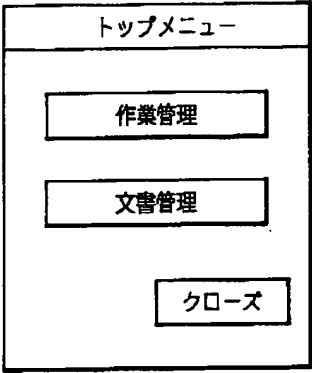 トップメニュー
作業管理
文書管理
クローズ